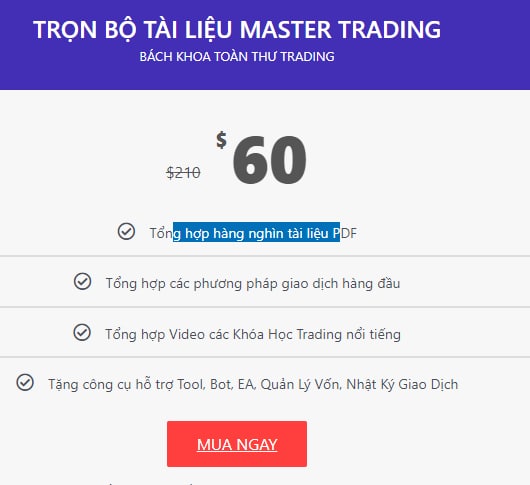 TRỌN BỘ TÀI LIỆU MASTER TRADING
BÁCH KHOA TOÀN THƯ TRADING
$210 $60
Tổng hợp hàng nghìn tài liệu PDF
Tổng hợp các phương pháp giao dịch hàng đầu
Tổng hợp Video các Khóa Học Trading nổi tiếng
Tặng công cụ hỗ trợ Tool, Bot, EA, Quản Lý Vốn, Nhật Ký Giao Dịch
MUA NGAY